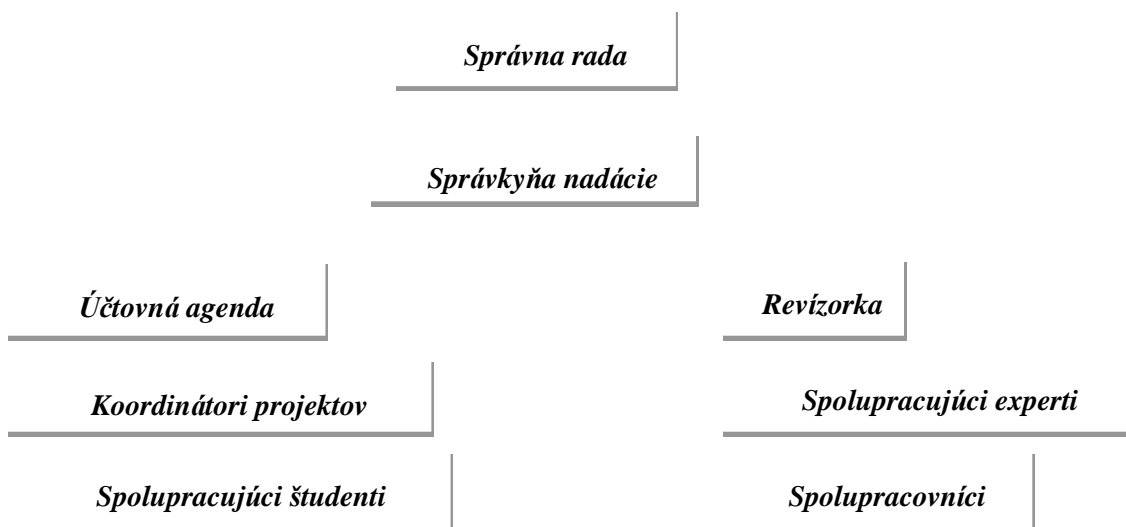 Správna rada
Správkyňa nadácie
Účtovná agenda
Revízorka
Koordinátori projektov
Spolupracujúci experti
Spolupracujúci študenti
Spolupracovníci